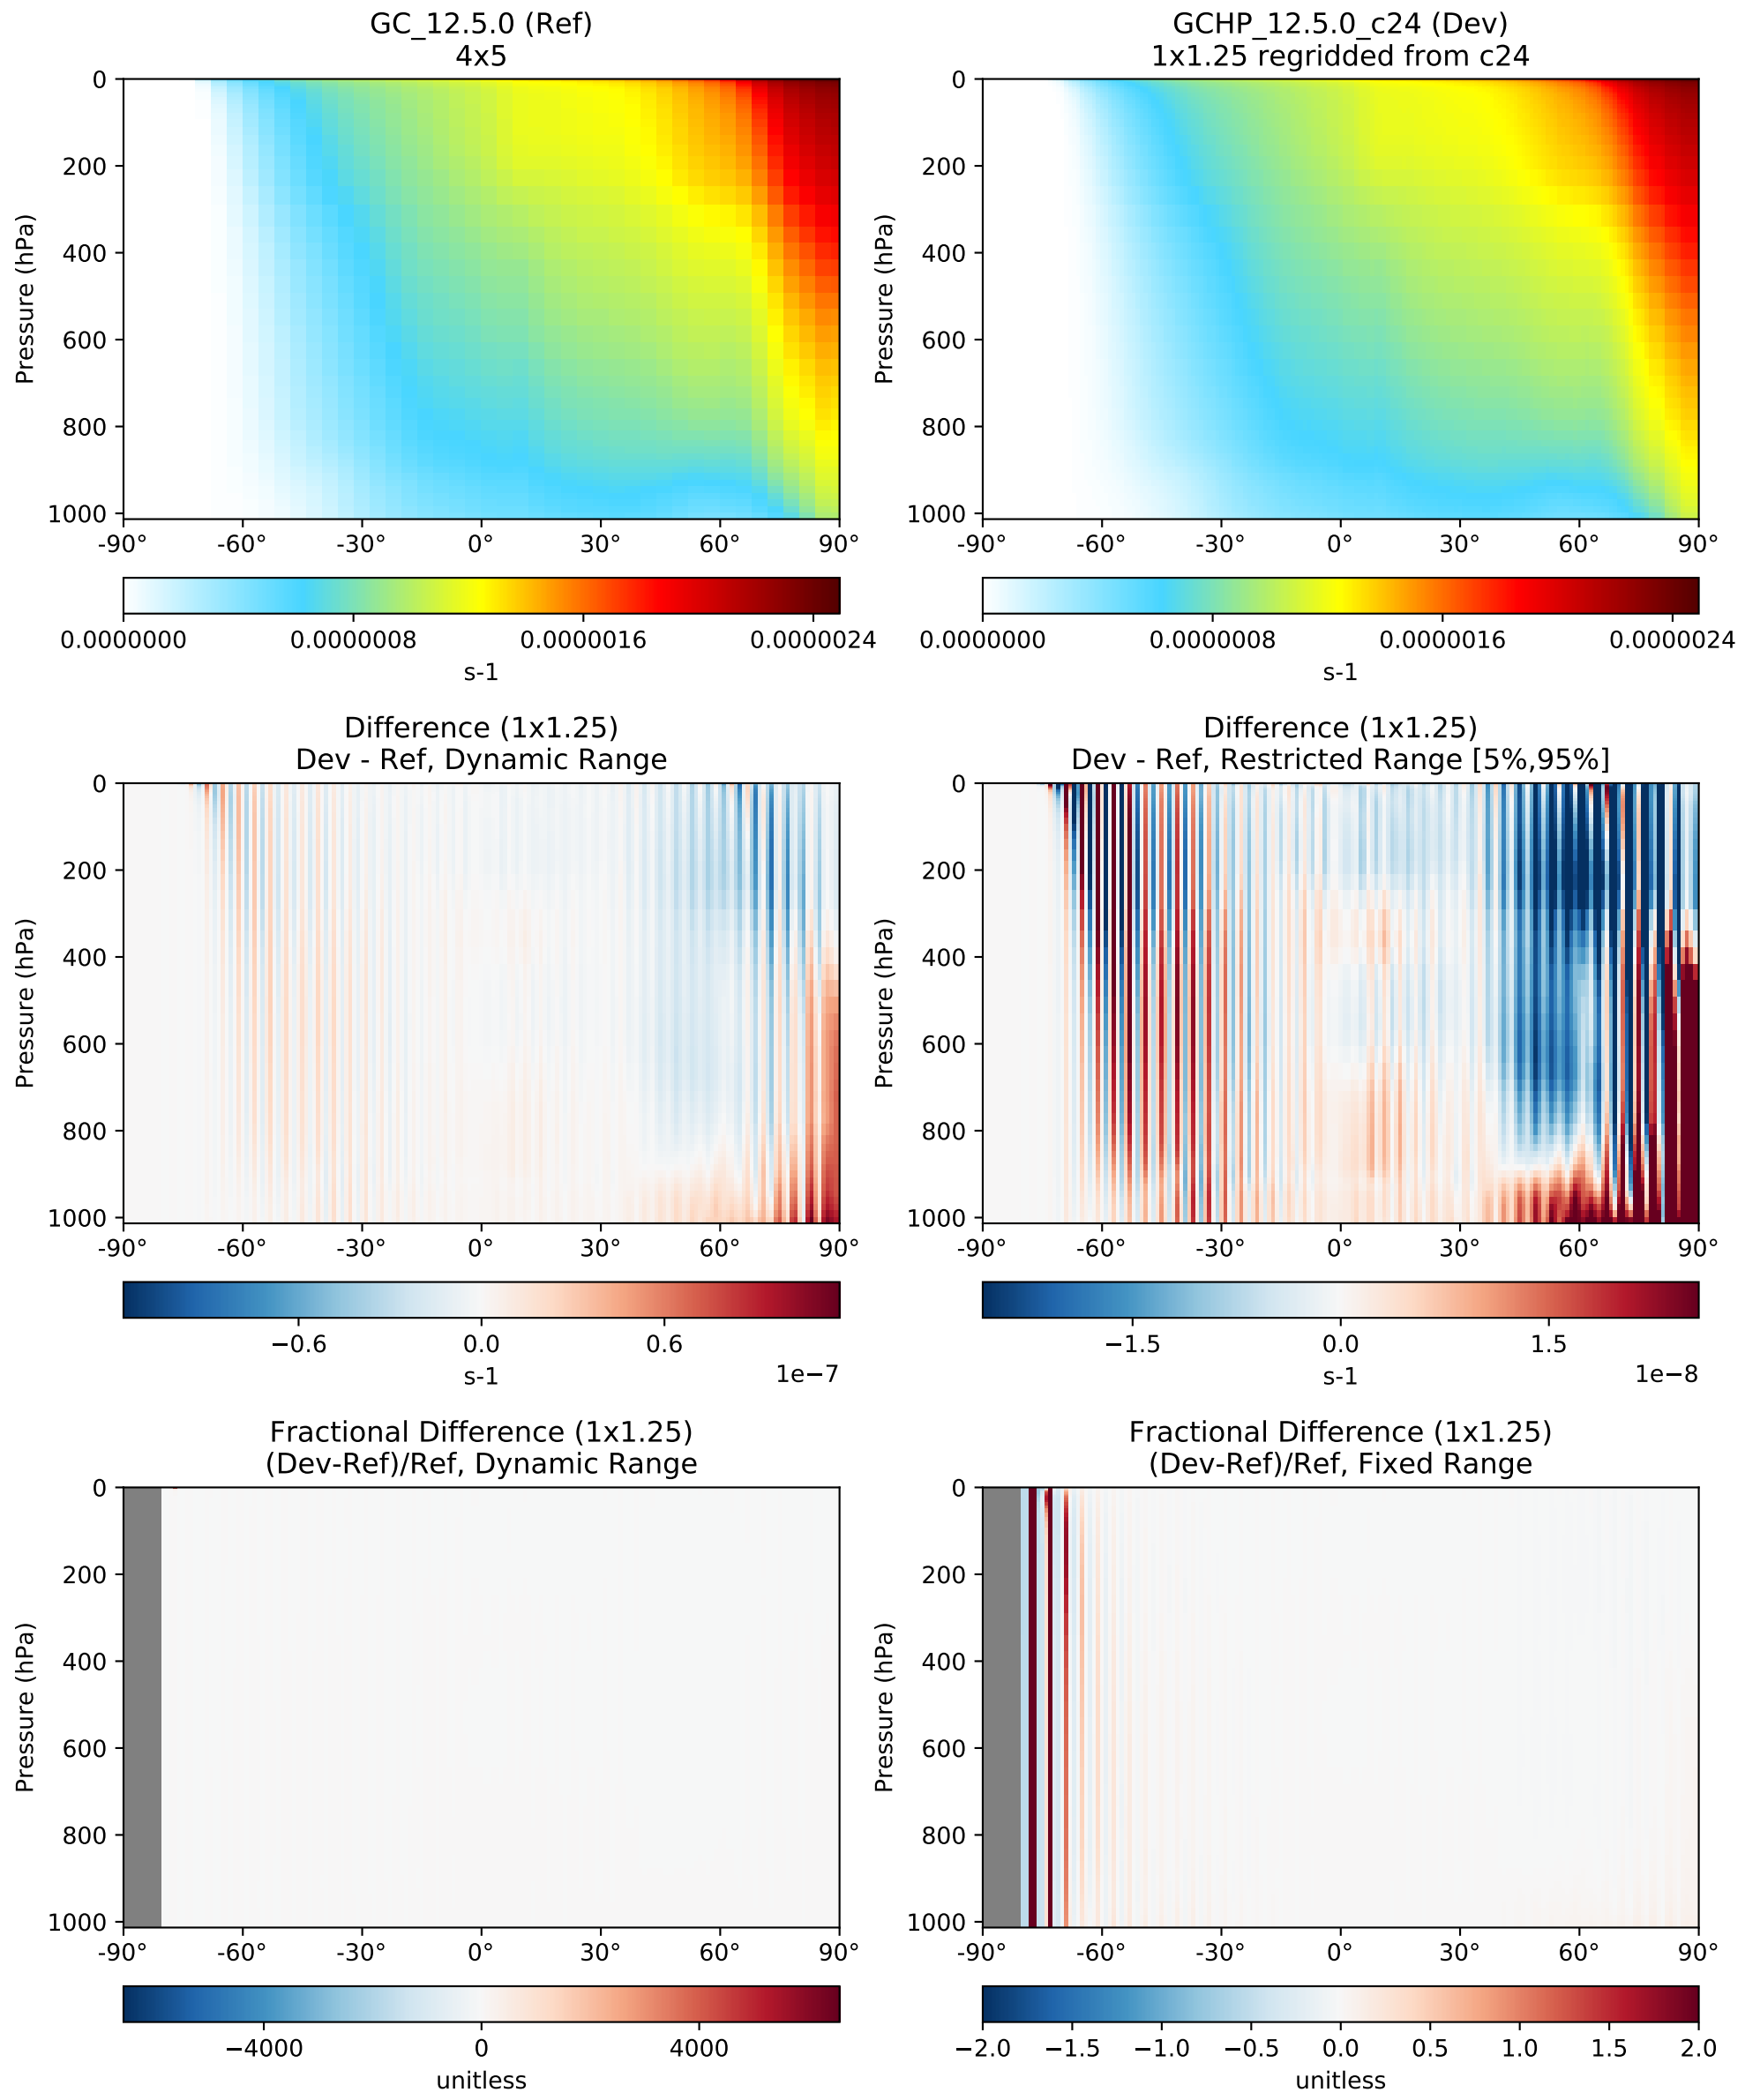 GC_12.5.0 (Ref)
4x5
0
200
400
600
800
1000
Pressure (hPa)
-90° -60° -30° 0° 30° 60° 90°
0.0000000 0.0000008 0.0000016 0.0000024
s-1
GCHP_12.5.0_c24 (Dev)
1x1.25 regridded from c24
0
200
400
600
800
1000
Pressure (hPa)
-90° -60° -30° 0° 30° 60° 90°
0.0000000 0.0000008 0.0000016 0.0000024
s-1
Difference (1x1.25)
Dev - Ref, Dynamic Range
0
200
400
600
800
1000
Pressure (hPa)
-90° -60° -30° 0° 30° 60° 90°
−0.6 0.0 0.6
s-1 1e−7
Difference (1x1.25)
Dev - Ref, Restricted Range [5%,95%]
0
200
400
600
800
1000
Pressure (hPa)
-90° -60° -30° 0° 30° 60° 90°
−1.5 0.0 1.5
s-1 1e−8
Fractional Difference (1x1.25)
(Dev-Ref)/Ref, Dynamic Range
0
200
400
600
800
1000
Pressure (hPa)
-90° -60° -30° 0° 30° 60° 90°
−4000 0 4000
unitless
Fractional Difference (1x1.25)
(Dev-Ref)/Ref, Fixed Range
0
200
400
600
800
1000
Pressure (hPa)
-90° -60° -30° 0° 30° 60° 90°
−2.0 −1.5 −1.0 −0.5 0.0 0.5 1.0 1.5 2.0
unitless